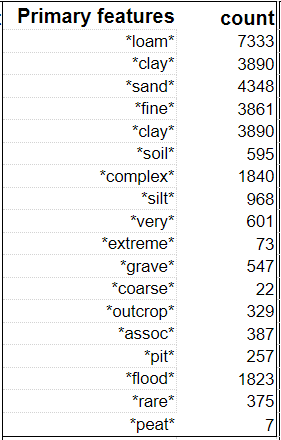 Primary features count
*loam* 7333
*clay* 3890
*sand* 4348
*fine* 3861
*clay* 3890
*soil* 595
*complex* 1840
*silt* 968
*very* 601
*extreme* 73
*grave* 547
*coarse* 22
*outcrop* 329
*assoc* 387
*pit* 257
*flood* 1823
*rare* 375
*peat* 7